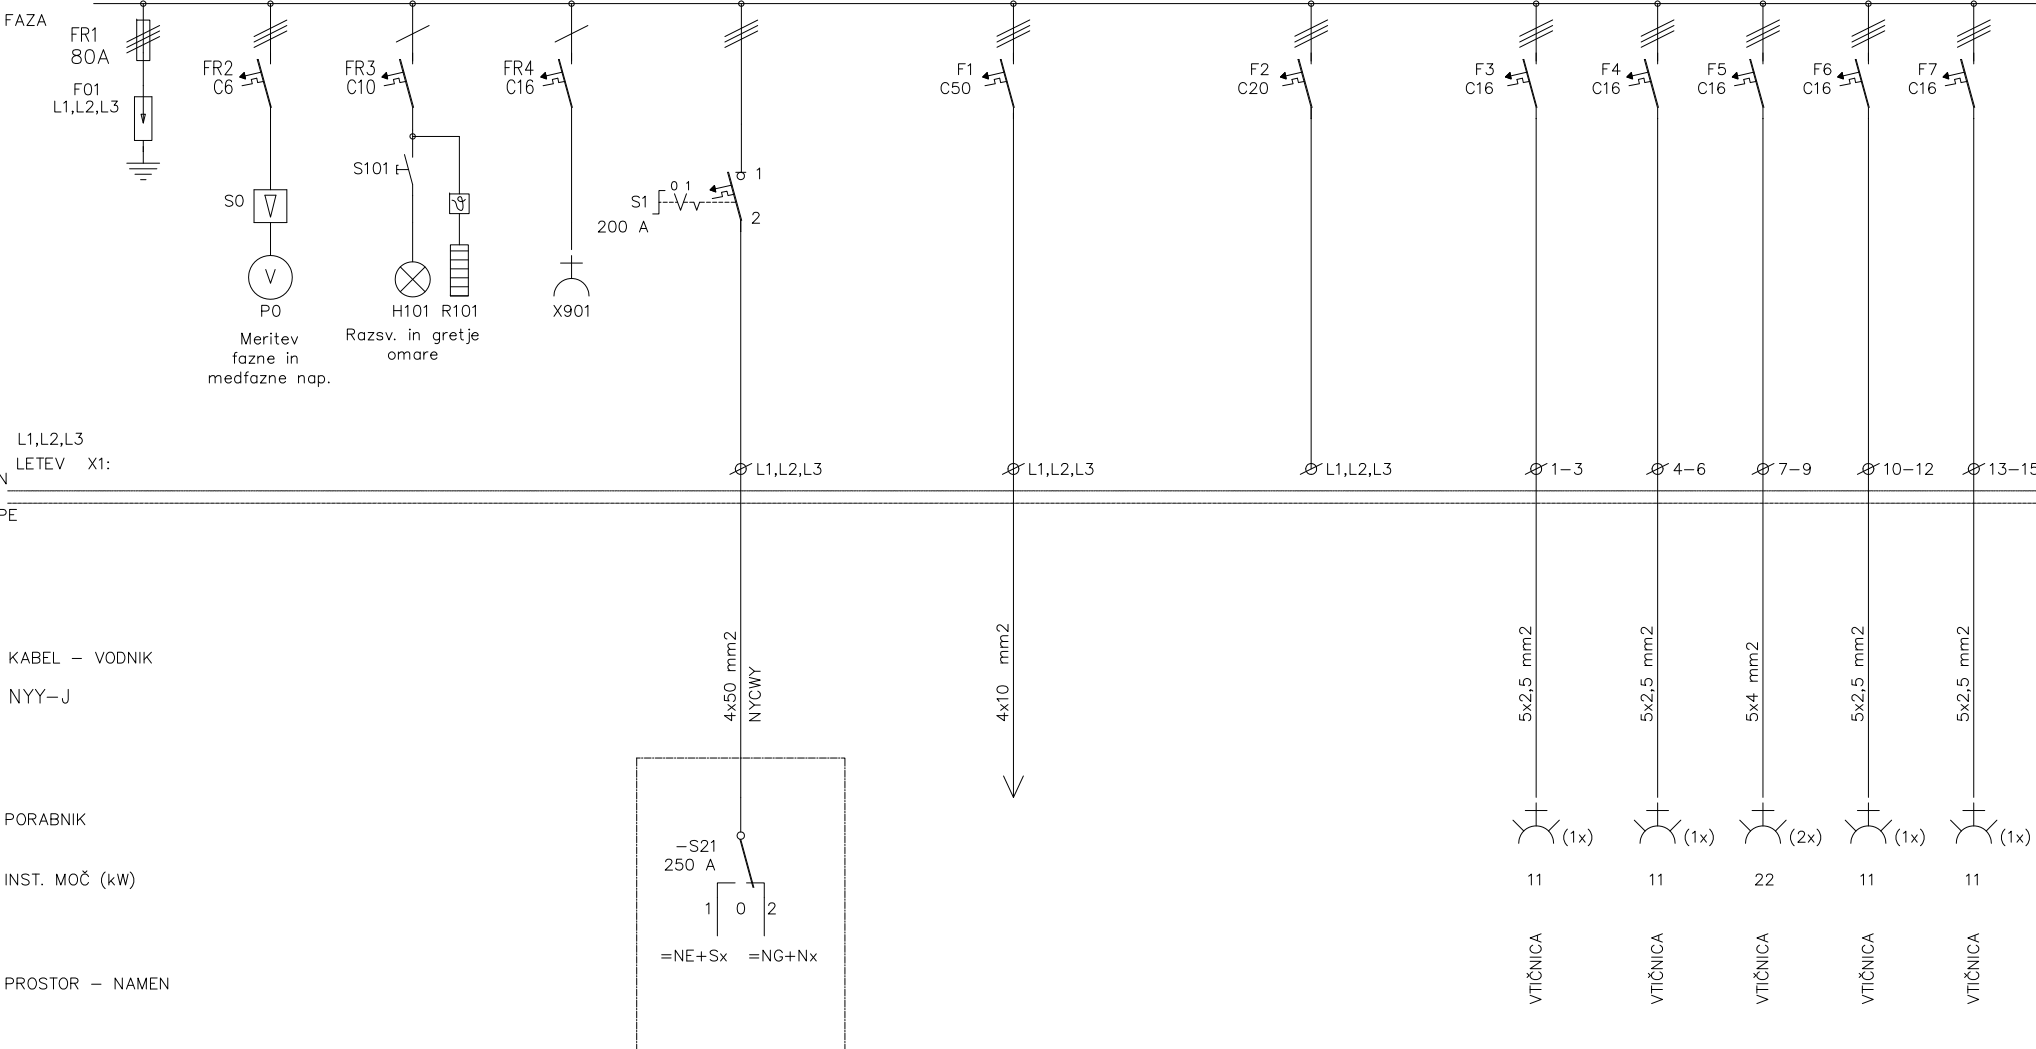 FAZA
FR1
80A
F01
L1,L2,L3
FR2
C6
S0
V
P0
Meritev
fazne in
medfazne nap.
FR3
C10
S101
ϑ
H101 R101
Razsv. in gretje
omare
FR4
C16
X901
0 1
S1
200 A
1
2
F1
C50
F2
C20
F3
C16
F4
C16
F5
C16
F6
C16
F7
C16
L1,L2,L3
LETEV X1:
L1,L2,L3
L1,L2,L3
L1,L2,L3
1-3
4-6
7-9
10-12
13-15
N
PE
KABEL - VODNIK
NYY-J
4x50 mm2
NYCWY
4x10 mm2
5x2,5 mm2
5x2,5 mm2
5x4 mm2
5x2,5 mm2
5x2,5 mm2
PORABNIK
-S21
250 A
1 0 2
=NE+Sx =NG+Nx
(1x)
(1x)
(2x)
(1x)
(1x)
INST. MOČ (kW)
11
11
22
11
11
PROSTOR - NAMEN
VTIČNICA
VTIČNICA
VTIČNICA
VTIČNICA
VTIČNICA